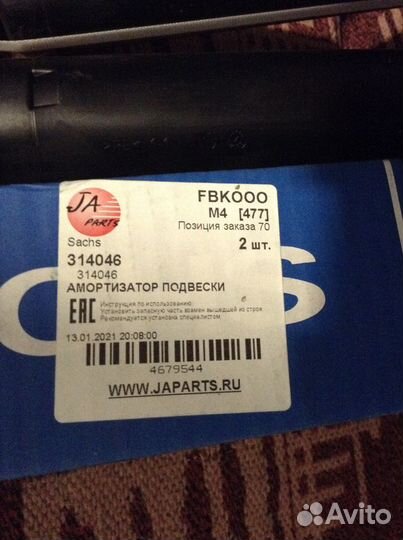 JA
PARTS
FBKOOO
M4 [477]
Позиция заказа 70
Sachs
2 шт.
314046
314046
АМОРТИЗАТОР ПОДВЕСКИ
EAC
Инструкция по использованию:
Установить запасную часть взамен вышедшей из строя
Рекомендуется установка специалистом.
13.01.2021 20:08:00
4679544
WWW.JAPARTS.RU
Avito